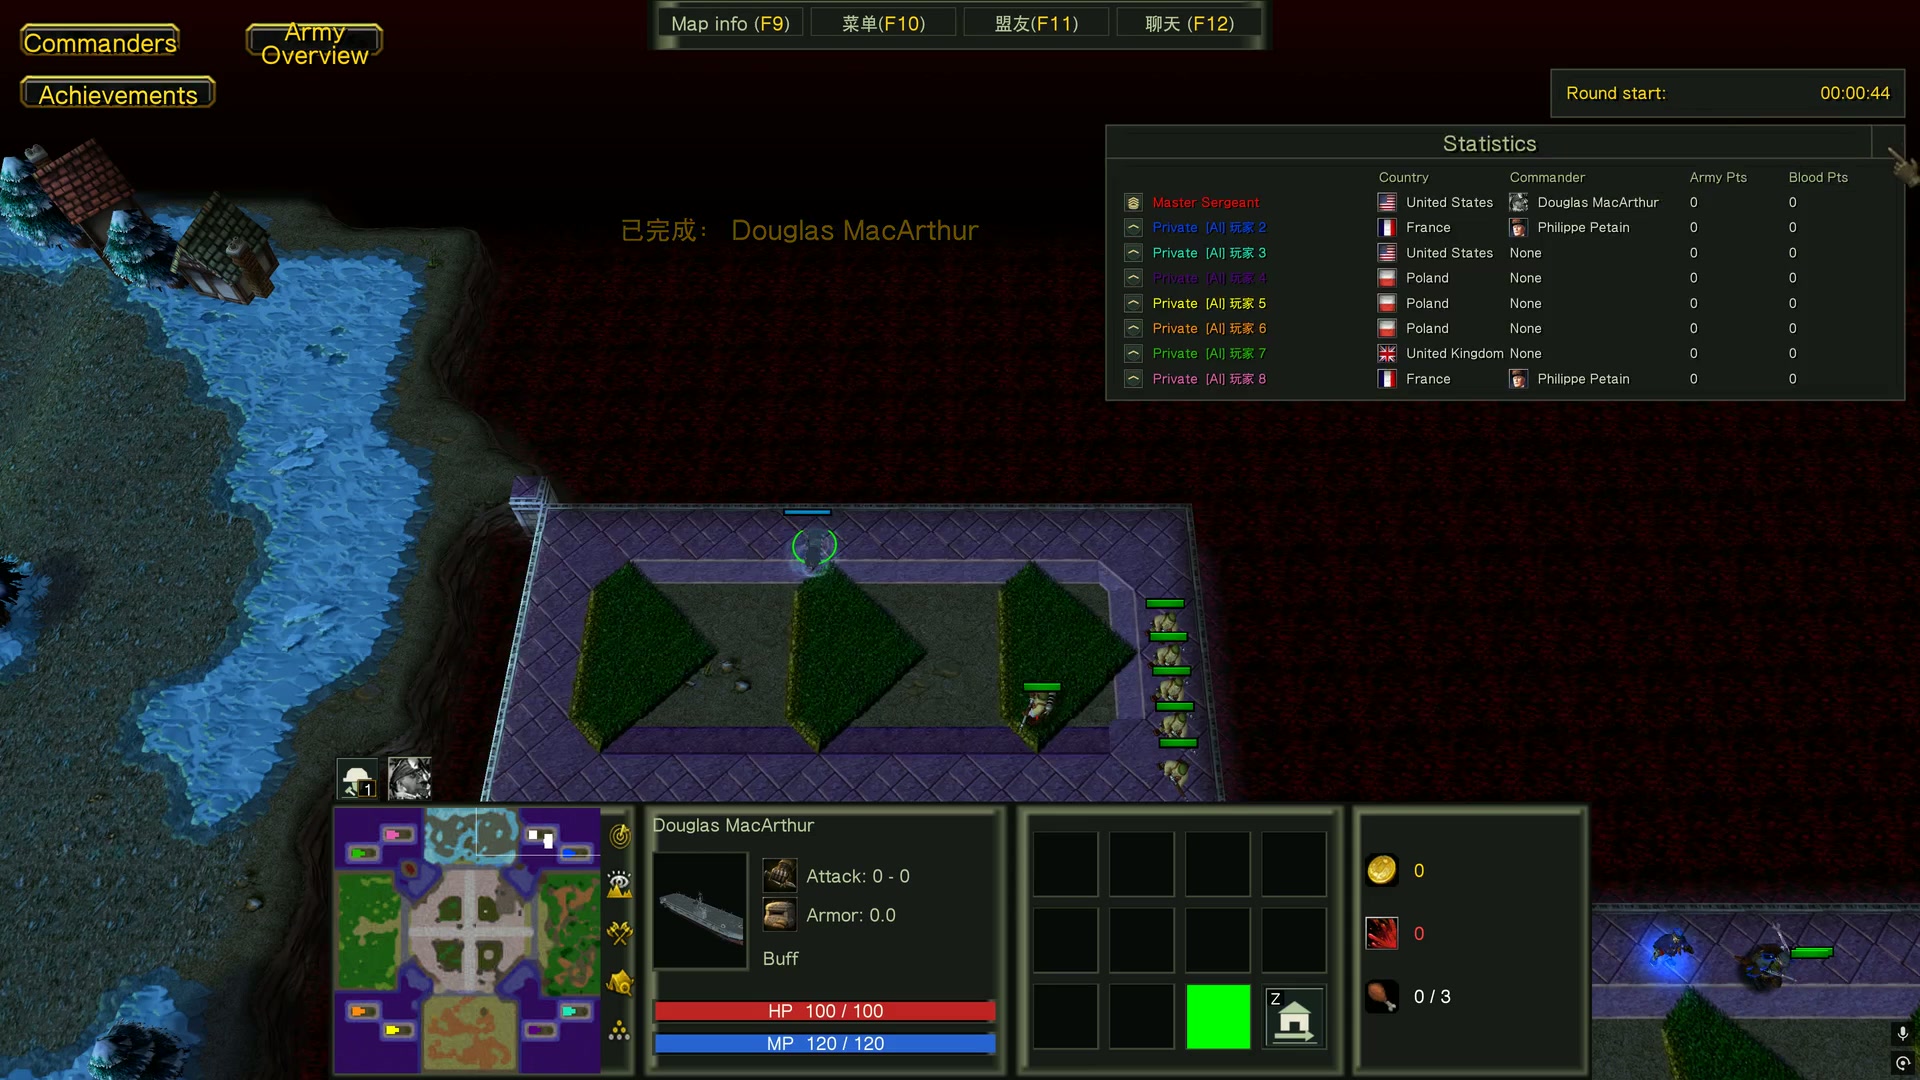 Commanders
Army
Overview
Achievements
Map info (F9)
菜单(F10)
盟友(F11)
聊天 (F12)
Round start: 00:00:44
Statistics
Country Commander Army Pts Blood Pts
Master Sergeant United States Douglas MacArthur 0 0
Private [AI] 玩家 2 France Philippe Petain 0 0
Private [AI] 玩家 3 United States None 0 0
Private [AI] 玩家 4 Poland None 0 0
Private [AI] 玩家 5 Poland None 0 0
Private [AI] 玩家 6 Poland None 0 0
Private [AI] 玩家 7 United Kingdom None 0 0
Private [AI] 玩家 8 France Philippe Petain 0 0
已完成： Douglas MacArthur
1
Douglas MacArthur
Attack: 0 - 0
Armor: 0.0
Buff
HP 100 / 100
MP 120 / 120
Z
0
0
0 / 3